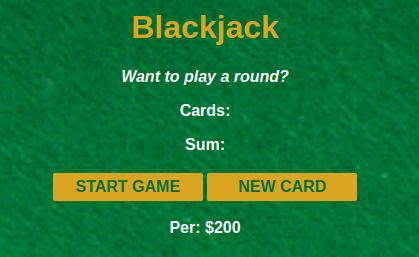 Blackjack
Want to play a round?
Cards:
Sum:
START GAME NEW CARD
Per: $200